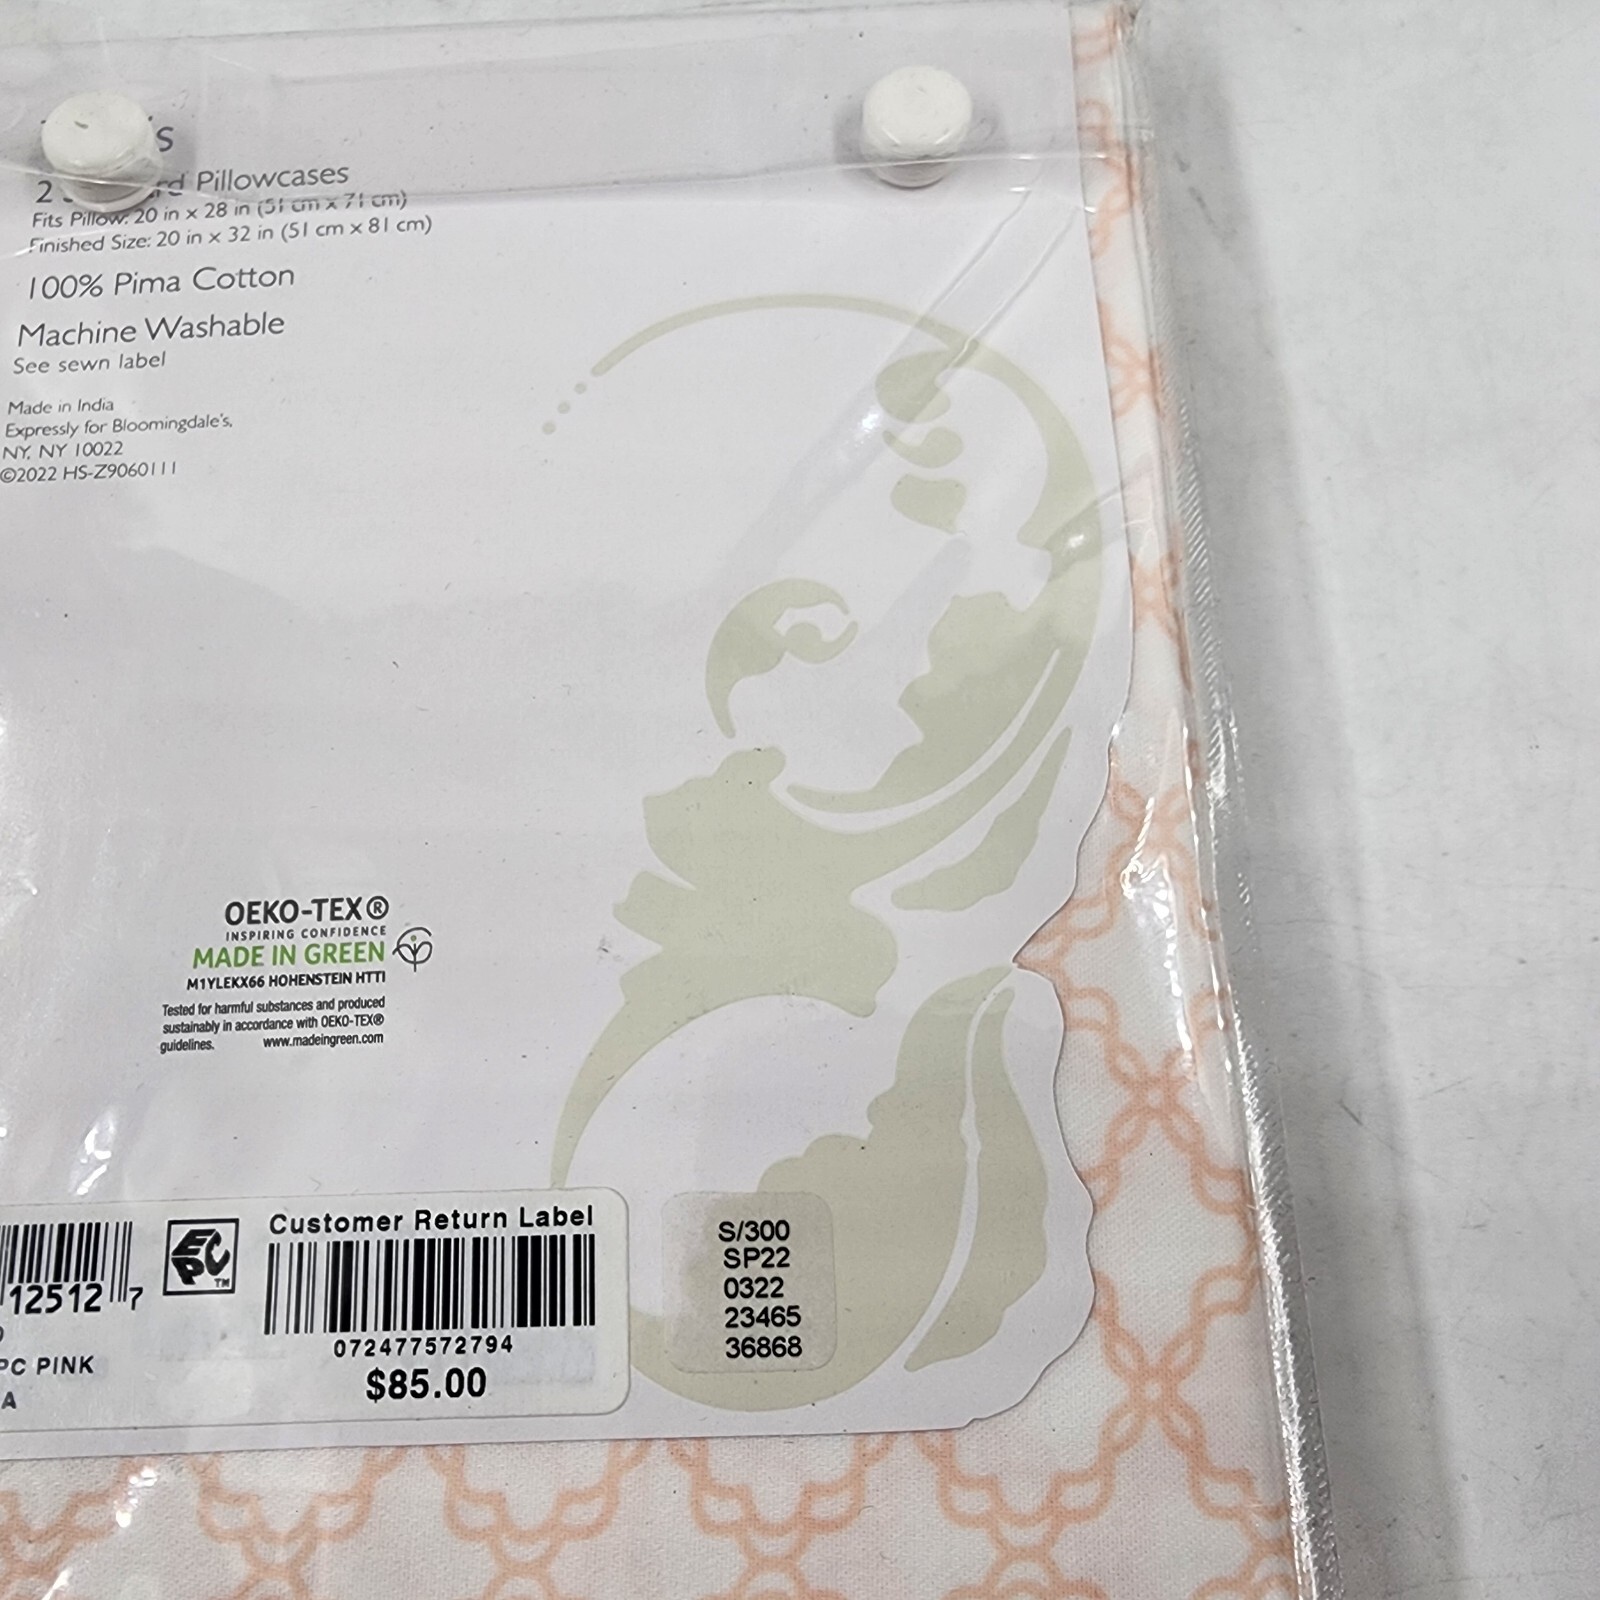 2 Pillowcases
Fits Pillow: 20 in x 28 in (51 cm x 71 cm)
Finished Size: 20 in x 32 in (51 cm x 81 cm)
100% Pima Cotton
Machine Washable
See sewn label
Made in India
Expressly for Bloomingdale's,
NY, NY 10022
©2022 HS-Z9060111
OEKO-TEX®
INSPIRING CONFIDENCE
MADE IN GREEN
M1YLEKX66 HOHENSTEIN HTTI
Tested for harmful substances and produced
sustainably in accordance with OEKO-TEX®
guidelines. www.madeingreen.com
12512 7
PC PINK
A
EPC™
Customer Return Label
072477572794
$85.00
S/300
SP22
0322
23465
36868